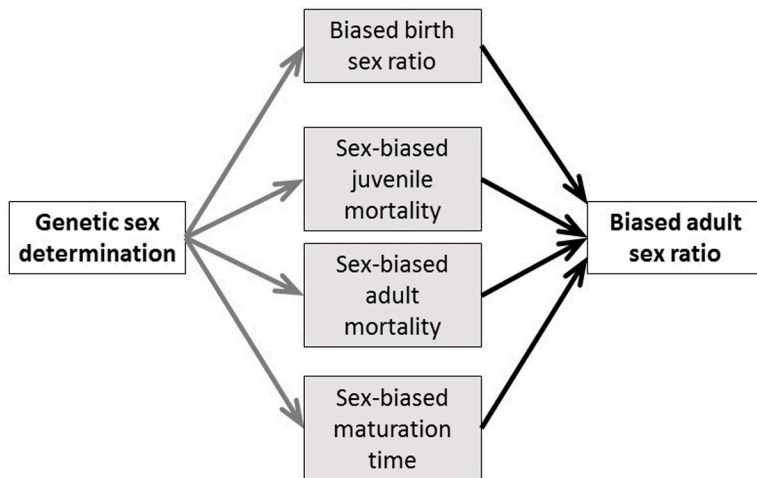 Biased birth
sex ratio
Sex-biased
juvenile
mortality
Genetic sex
determination
Biased adult
sex ratio
Sex-biased
adult
mortality
Sex-biased
maturation
time